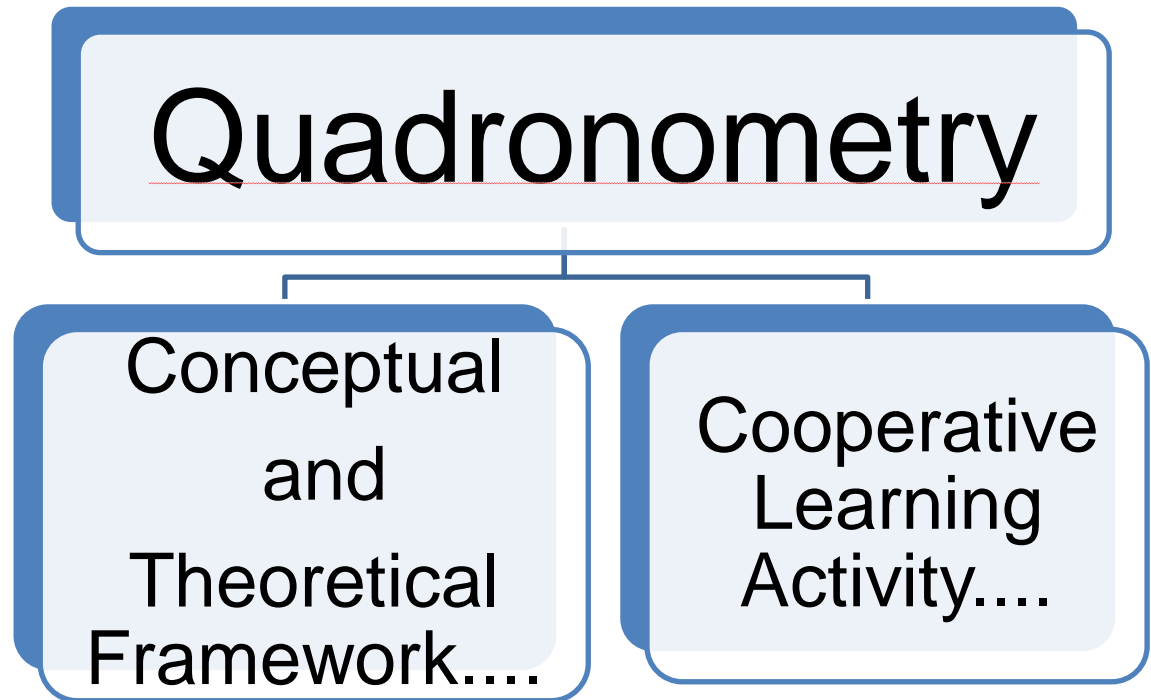 Quadronometry
Conceptual
and
Theoretical
Framework....
Cooperative
Learning
Activity....